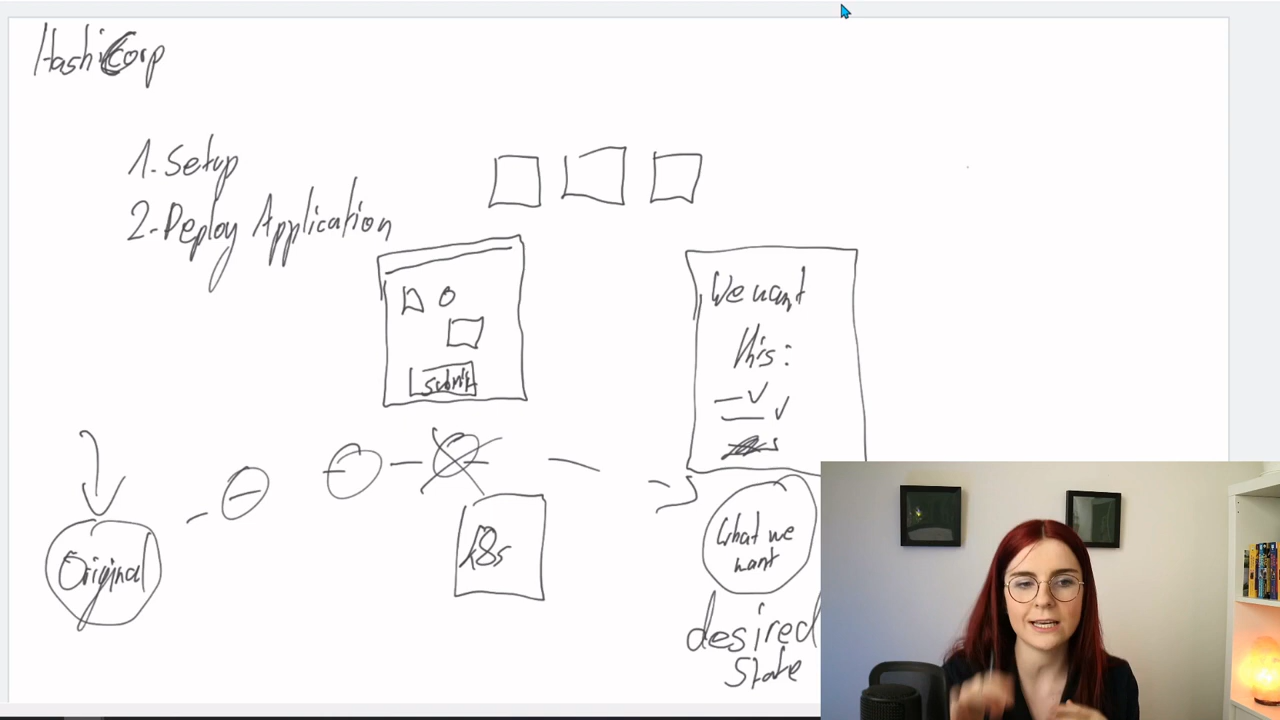 HashiCorp
1. Setup
2. Deploy Application
submit
We want
this:
Original
k8s
What we
want
desired
State